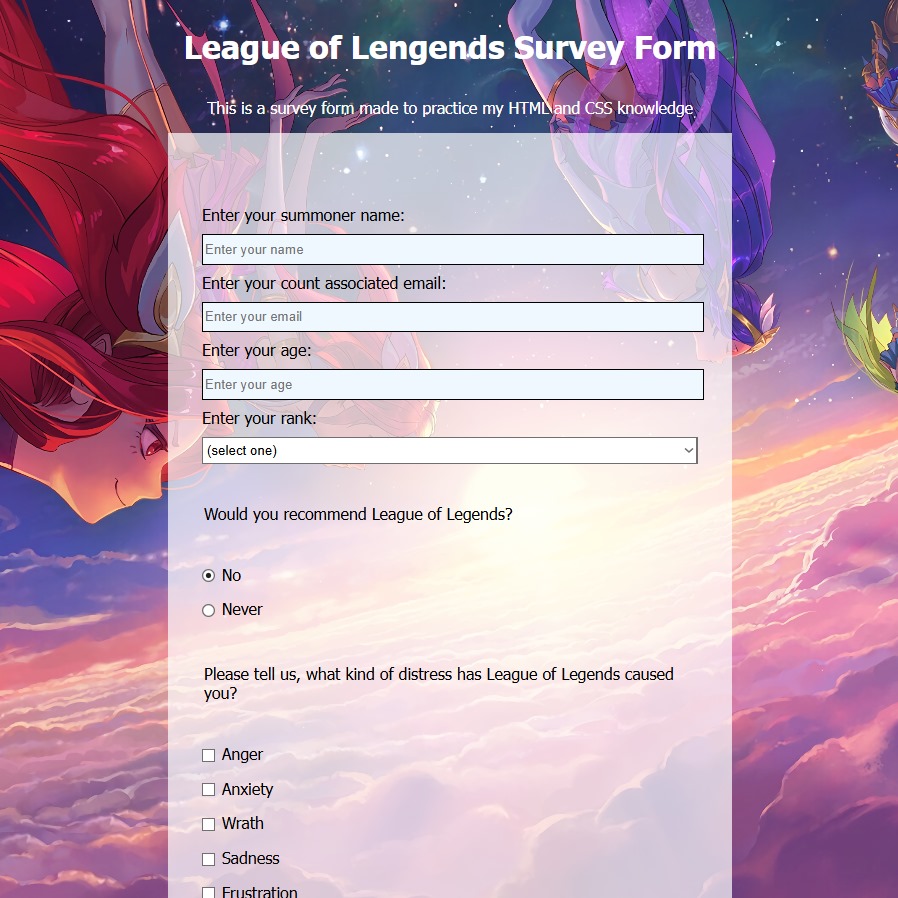 League of Lengends Survey Form
This is a survey form made to practice my HTML and CSS knowledge
Enter your summoner name:
Enter your name
Enter your count associated email:
Enter your email
Enter your age:
Enter your age
Enter your rank:
(select one)
Would you recommend League of Legends?
No
Never
Please tell us, what kind of distress has League of Legends caused
you?
Anger
Anxiety
Wrath
Sadness
Frustration